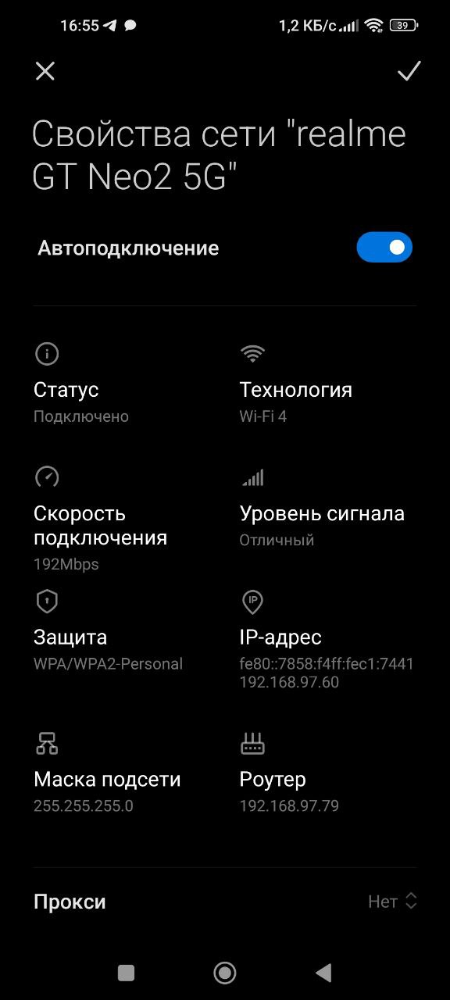 16:55 1,2 КБ/с 39
Свойства сети "realme
GT Neo2 5G"
Автоподключение
Статус
Подключено
Технология
Wi-Fi 4
Скорость
подключения
192Mbps
Уровень сигнала
Отличный
Защита
WPA/WPA2-Personal
IP
IP-адрес
fe80::7858:f4ff:fec1:7441
192.168.97.60
Маска подсети
255.255.255.0
Роутер
192.168.97.79
Прокси
Нет